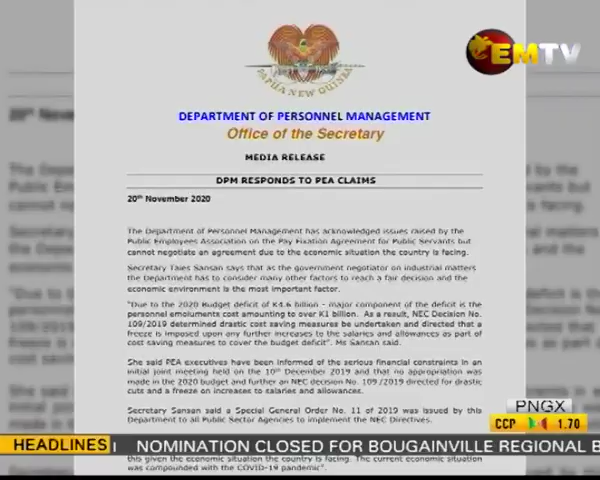 EMTV
PAPUA NEW GUINEA
DEPARTMENT OF PERSONNEL MANAGEMENT
Office of the Secretary
MEDIA RELEASE
DPM RESPONDS TO PEA CLAIMS
20th November 2020
The Department of Personnel Management has acknowledged issues raised by the
Public Employees Association on the Pay Fixation Agreement for Public Servants but
cannot negotiate an agreement due to the economic situation the country is facing.
Secretary Taies Sansan says that as the government negotiator on industrial matters
the Department has to consider many other factors to reach a fair decision and the
economic environment is the most important factor.
"Due to the 2020 Budget deficit of K4.6 billion - major component of the deficit is the
personnel emoluments cost amounting to over K1 billion.  As a result, NEC Decision No.
109/2019 determined drastic cost saving measures be undertaken and directed that a
freeze is imposed upon any further increases to the salaries and allowances as part of
cost saving measures to cover the budget deficit". Ms Sansan said.
She said PEA executives have been informed of the serious financial constraints in an
initial joint meeting held on the 10th December 2019 and that no appropriation was
made in the 2020 budget and further an NEC decision No. 109 /2019 directed for drastic
cuts and a freeze on increases to salaries and allowances.
Secretary Sansan said a Special General Order No. 11 of 2019 was issued by this
Department to all Public Sector Agencies to implement the NEC Directives.
PNGX
CCP 1.70
HEADLINES NOMINATION CLOSED FOR BOUGAINVILLE REGIONAL B
this given the economic situation the country is facing. The current economic situation
was compounded with the COVID-19 pandemic".